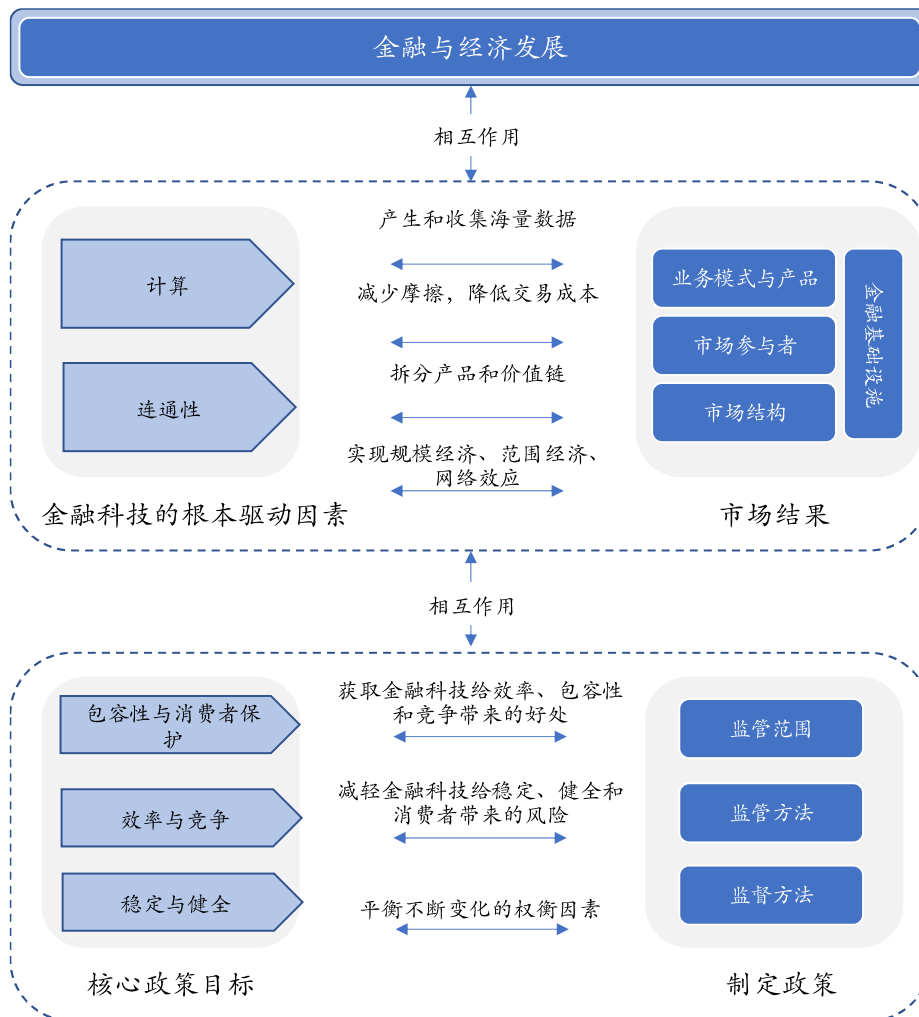 金融与经济发展
相互作用
产生和收集海量数据
计算
减少摩擦，降低交易成本
拆分产品和价值链
连通性
实现规模经济、范围经济、
网络效应
金融科技的根本驱动因素
业务模式与产品
市场参与者
市场结构
金融基础设施
市场结果
相互作用
包容性与消费者保
护
效率与竞争
稳定与健全
核心政策目标
获取金融科技给效率、包容性
和竞争带来的好处
减轻金融科技给稳定、健全和
消费者带来的风险
平衡不断变化的权衡因素
监管范围
监管方法
监督方法
制定政策